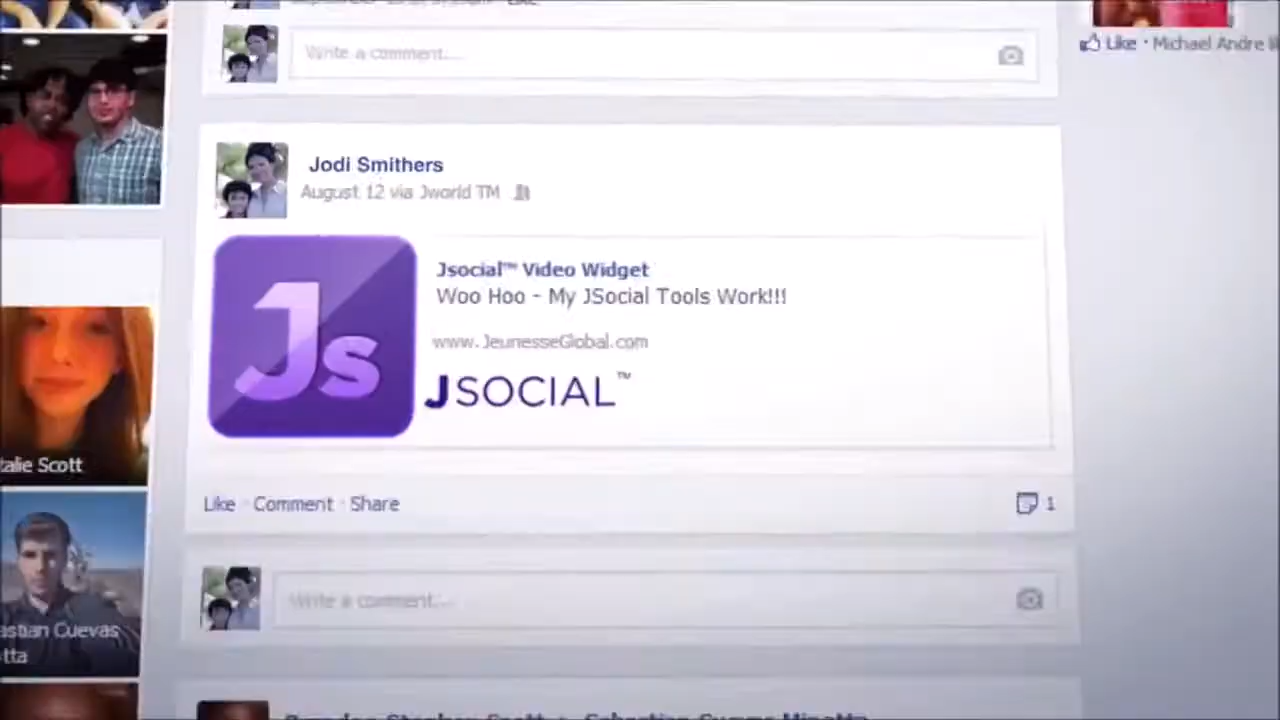 Write a comment...
Like · Michael Andre
Jodi Smithers
August 12 via Jworld TM
Js
Jsocial™ Video Widget
Woo Hoo - My JSocial Tools Work!!!
www.JeunesseGlobal.com
JSOCIAL™
Like · Comment · Share
1
talie Scott
astian Cuevas
tta
Write a comment...